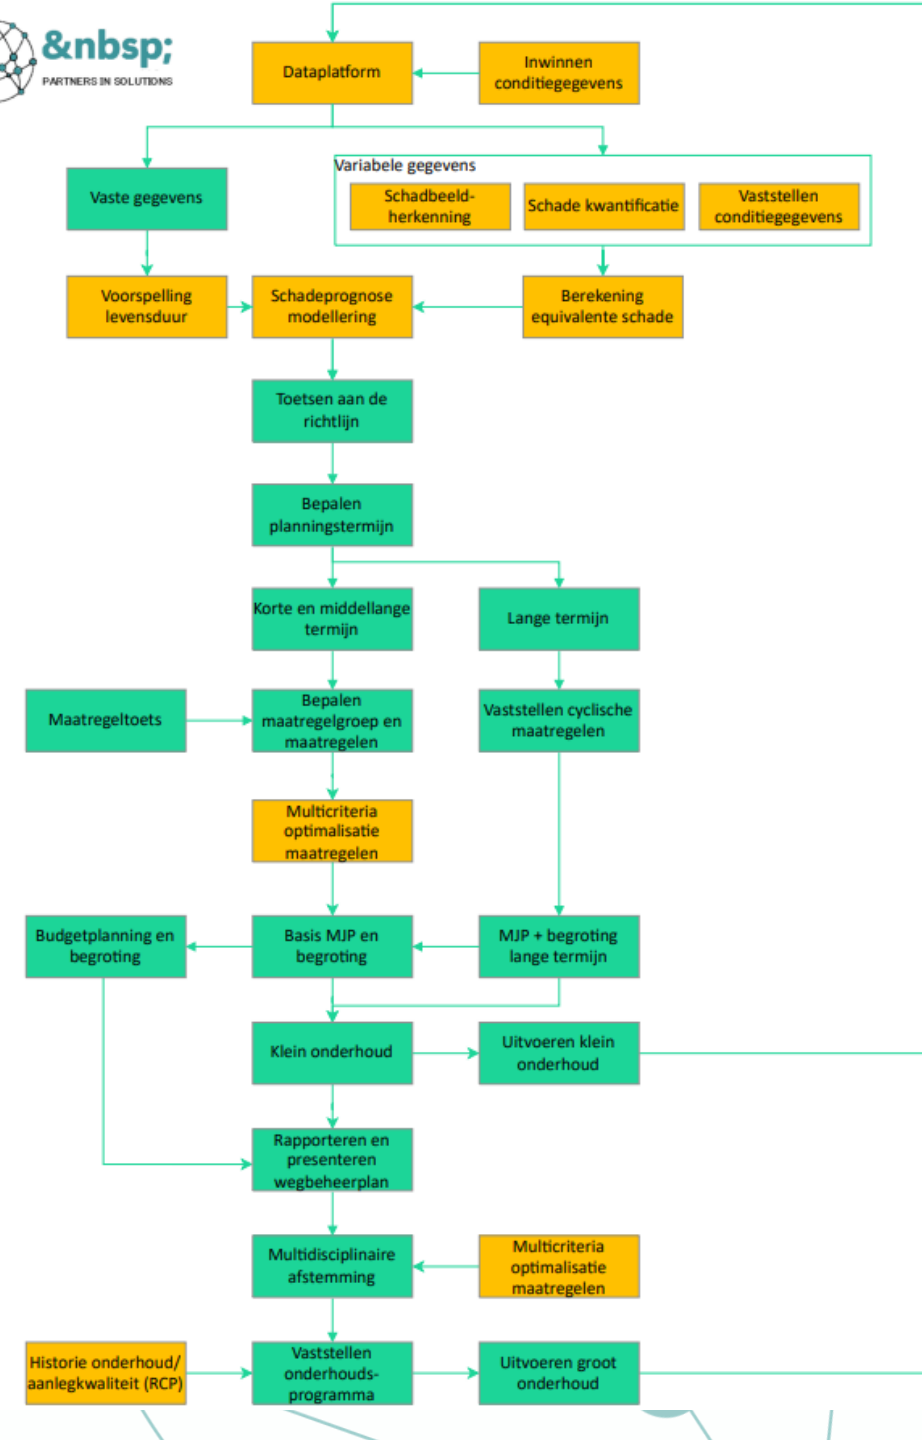 &nbsp;
PARTNERS IN SOLUTIONS
Dataplatform
Inwinnen
conditiegegevens
Vaste gegevens
Variabele gegevens
Schadbeeld-
herkenning
Schade kwantificatie
Vaststellen
conditiegegevens
Voorspelling
levensduur
Schadeprognose
modellering
Berekening
equivalente schade
Toetsen aan de
richtlijn
Bepalen
planningstermijn
Korte en middellange
termijn
Lange termijn
Maatregeltoets
Bepalen
maatregelgroep en
maatregelen
Vaststellen cyclische
maatregelen
Multicriteria
optimalisatie
maatregelen
Budgetplanning en
begroting
Basis MJP en
begroting
MJP + begroting
lange termijn
Klein onderhoud
Uitvoeren klein
onderhoud
Rapporteren en
presenteren
wegbeheerplan
Multidisciplinaire
afstemming
Multicriteria
optimalisatie
maatregelen
Historie onderhoud/
aanlegkwaliteit (RCP)
Vaststellen
onderhouds-
programma
Uitvoeren groot
onderhoud